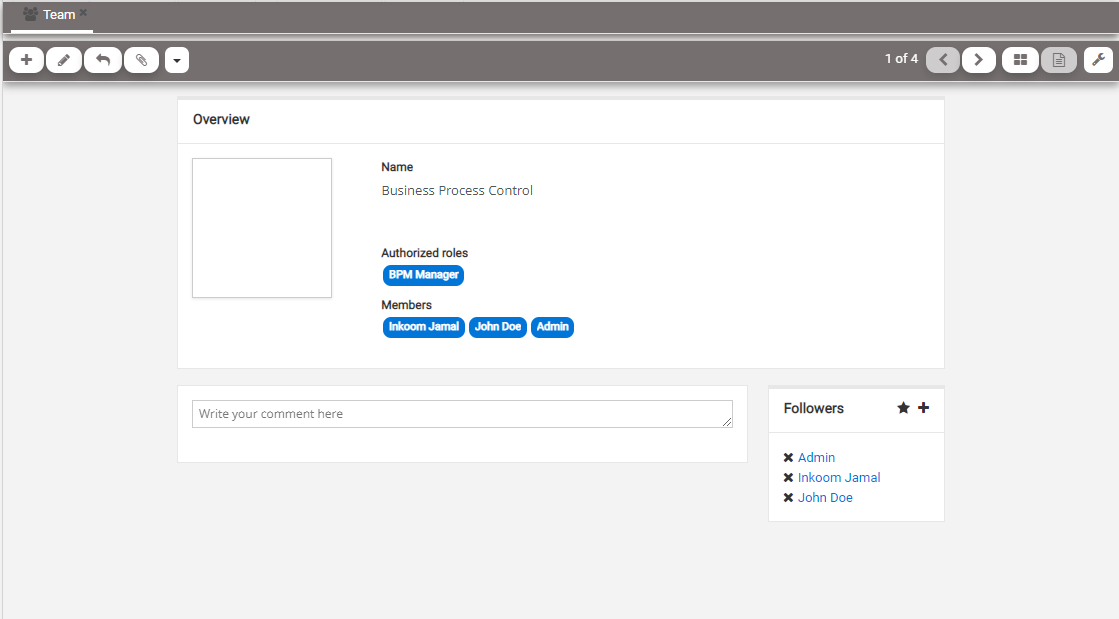 Team
1 of 4
Overview
Name
Business Process Control
Authorized roles
BPM Manager
Members
Inkoom Jamal John Doe Admin
Write your comment here
Followers
Admin
Inkoom Jamal
John Doe